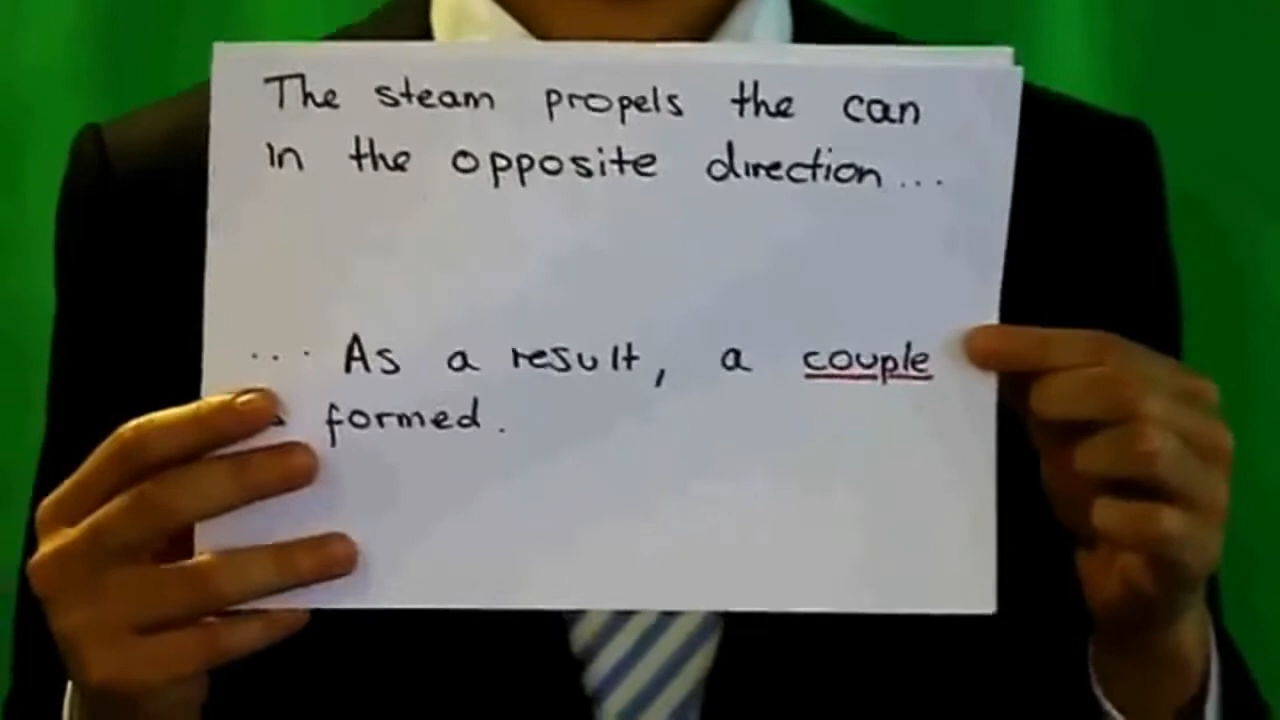 The steam propels the can
in the opposite direction...
... As a result, a couple
formed.